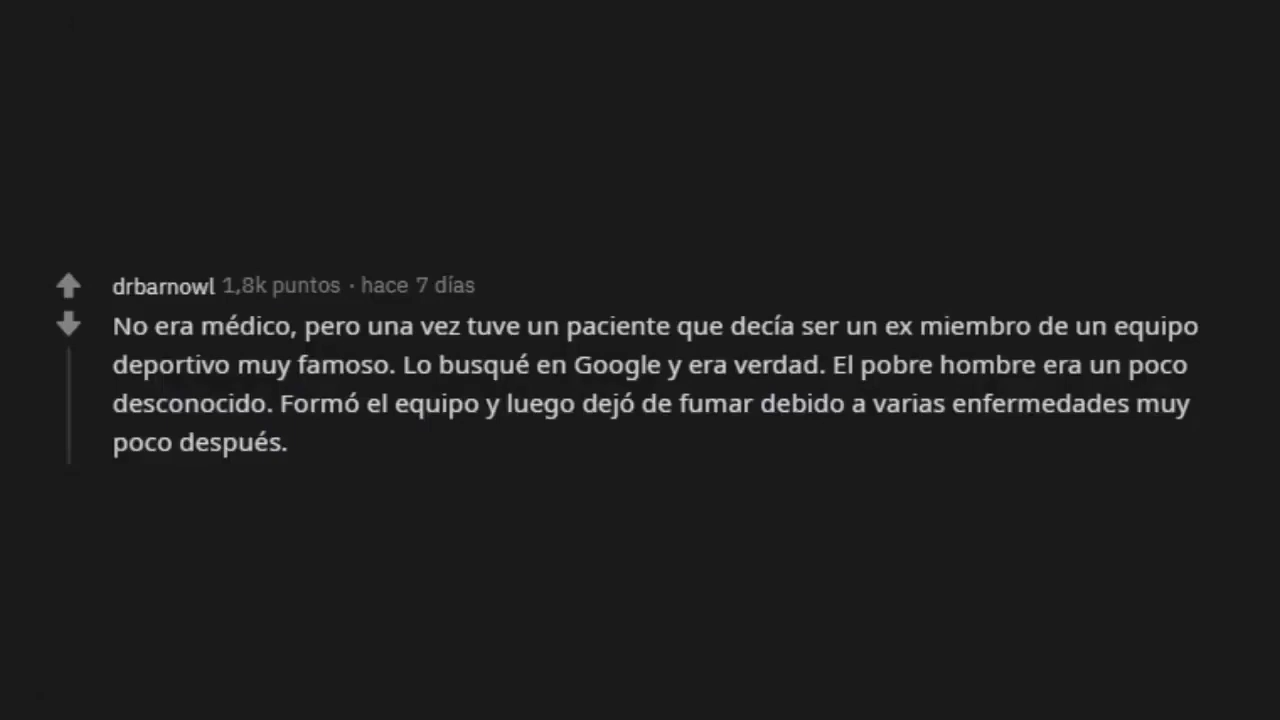 drbarnowl 1,8k puntos · hace 7 días
No era médico, pero una vez tuve un paciente que decía ser un ex miembro de un equipo
deportivo muy famoso. Lo busqué en Google y era verdad. El pobre hombre era un poco
desconocido. Formó el equipo y luego dejó de fumar debido a varias enfermedades muy
poco después.